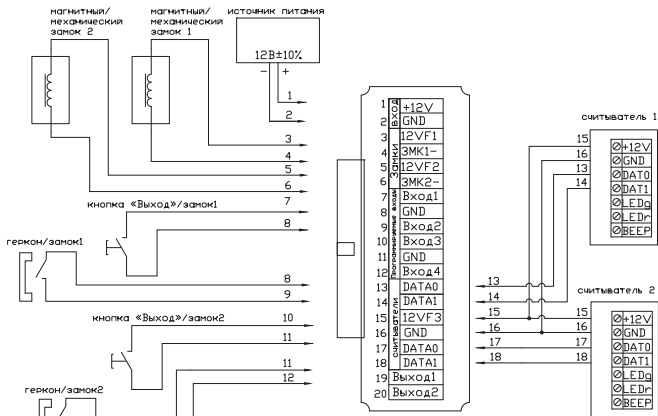 магнитный/
механический
замок 2
магнитный/
механический
замок 1
источник питания
12В±10%
- +
1
2
3
4
5
6
кнопка «Выход»/замок1
7
8
геркон/замок1
8
9
кнопка «Выход»/замок2
10
11
11
12
геркон/замок2
вход
Замки
Программируемые входы
считыватели
1 +12V
2 GND
3 12VF1
4 ЗМК1-
5 12VF2
6 ЗМК2-
7 Вход1
8 GND
9 Вход2
10 Вход3
11 GND
12 Вход4
13 DATA0
14 DATA1
15 12VF3
16 GND
17 DATA0
18 DATA1
19 Выход1
20 Выход2
13
14
15
16
17
18
считыватель 1
15 +12V
16 GND
13 DAT0
14 DAT1
LEDg
LEDr
BEEP
считыватель 2
15 +12V
16 GND
17 DAT0
18 DAT1
LEDg
LEDr
BEEP